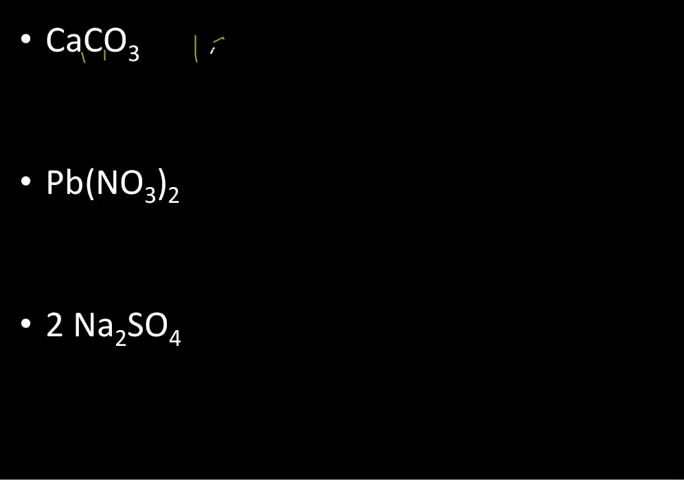 • CaCO₃
• Pb(NO₃)₂
• 2 Na₂SO₄